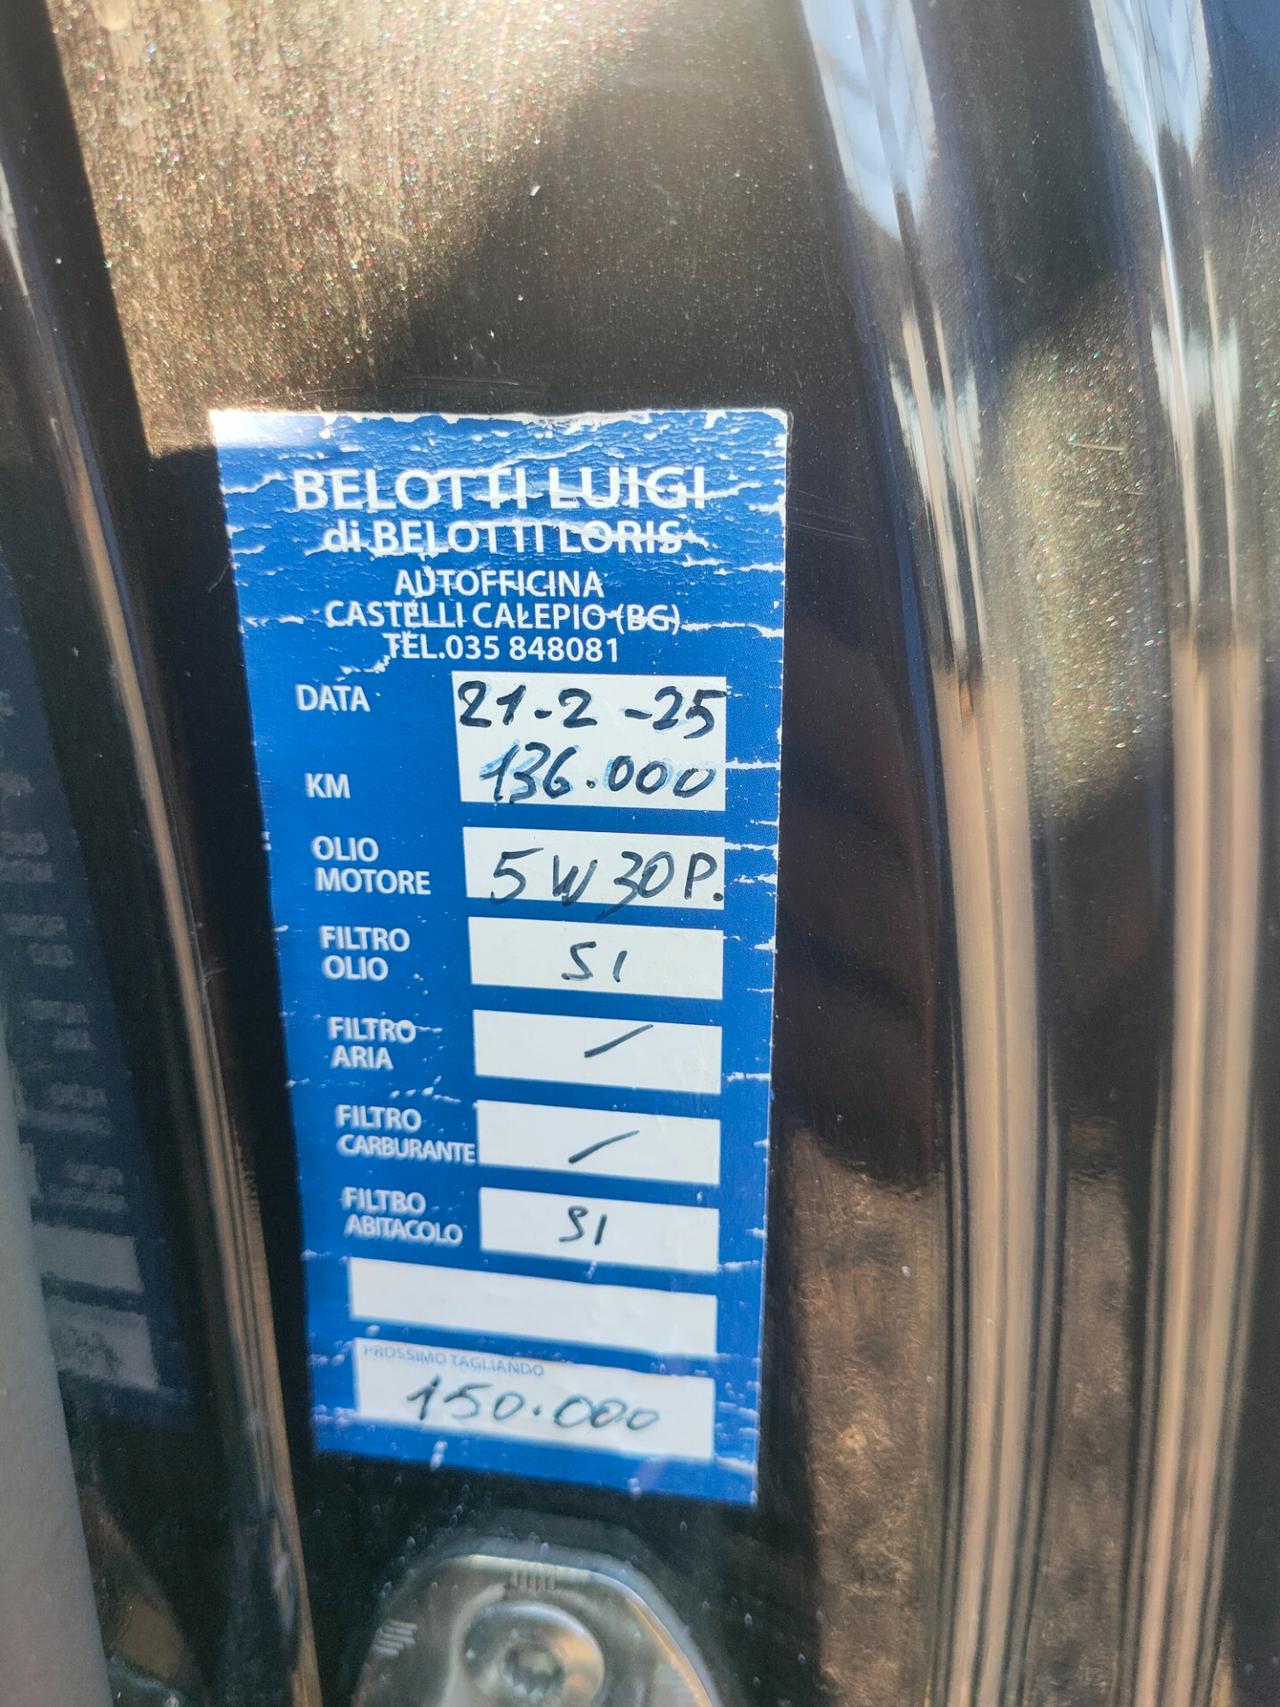 BELOTTI LUIGI
di BELOTTI LORIS
AUTOFFICINA
CASTELLI CALEPIO (BG)
TEL.035 848081
DATA 21-2-25
KM 136.000
OLIO
MOTORE 5W30P.
FILTRO
OLIO SI
FILTRO
ARIA /
FILTRO
CARBURANTE /
FILTRO
ABITACOLO SI
PROSSIMO TAGLIANDO
150.000